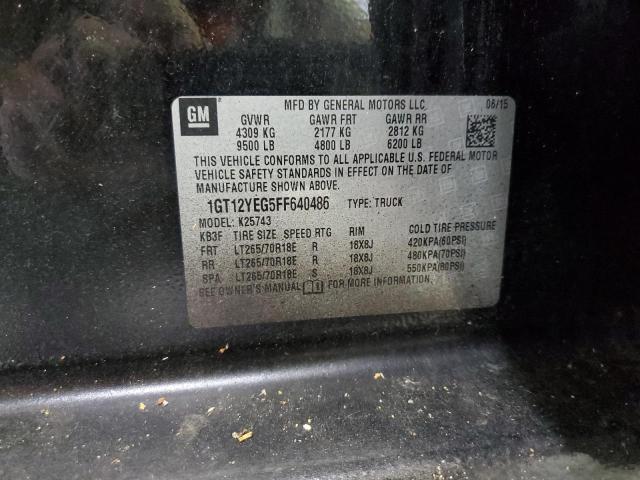 GM
MFD BY GENERAL MOTORS LLC 08/15
GVWR GAWR FRT GAWR RR
4309 KG 2177 KG 2812 KG
9500 LB 4800 LB 6200 LB
THIS VEHICLE CONFORMS TO ALL APPLICABLE U.S. FEDERAL MOTOR
VEHICLE SAFETY STANDARDS IN EFFECT ON THE DATE OF
MANUFACTURE SHOWN ABOVE.
1GT12YEG5FF640486 TYPE: TRUCK
MODEL: K25743
KB3F TIRE SIZE SPEED RTG RIM COLD TIRE PRESSURE
FRT LT265/70R18E R 18X8J 420KPA(60PSI)
RR LT265/70R18E R 18X8J 480KPA(70PSI)
SPA LT265/70R18E S 18X8J 550KPA(80PSI)
SEE OWNER'S MANUAL FOR MORE INFORMATION.